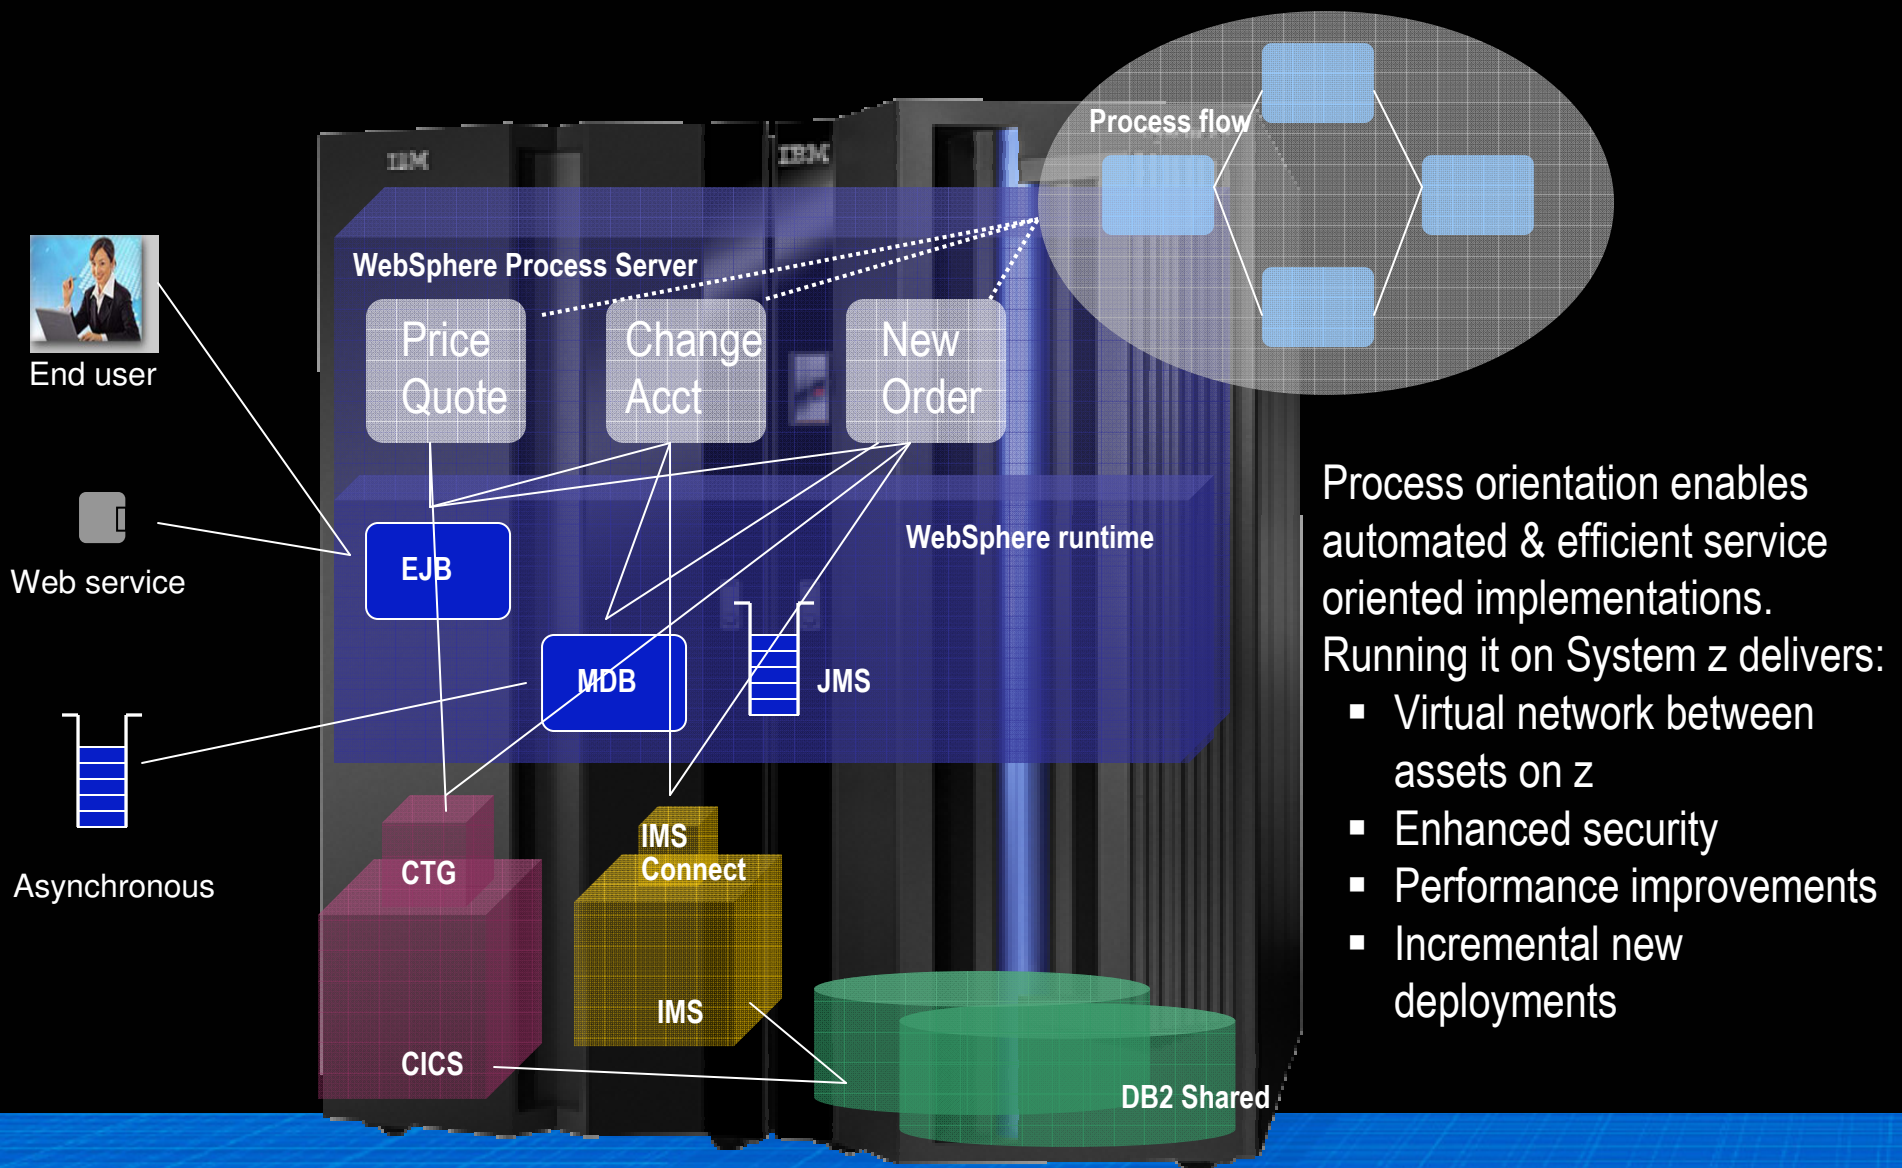 IBM
IBM
Process flow
WebSphere Process Server
Price
Quote
Change
Acct
New
Order
End user
WebSphere runtime
EJB
Web service
MDB
JMS
Asynchronous
CTG
CICS
IMS
Connect
IMS
DB2 Shared
Process orientation enables
automated & efficient service
oriented implementations.
Running it on System z delivers:
▪ Virtual network between
assets on z
▪ Enhanced security
▪ Performance improvements
▪ Incremental new
deployments